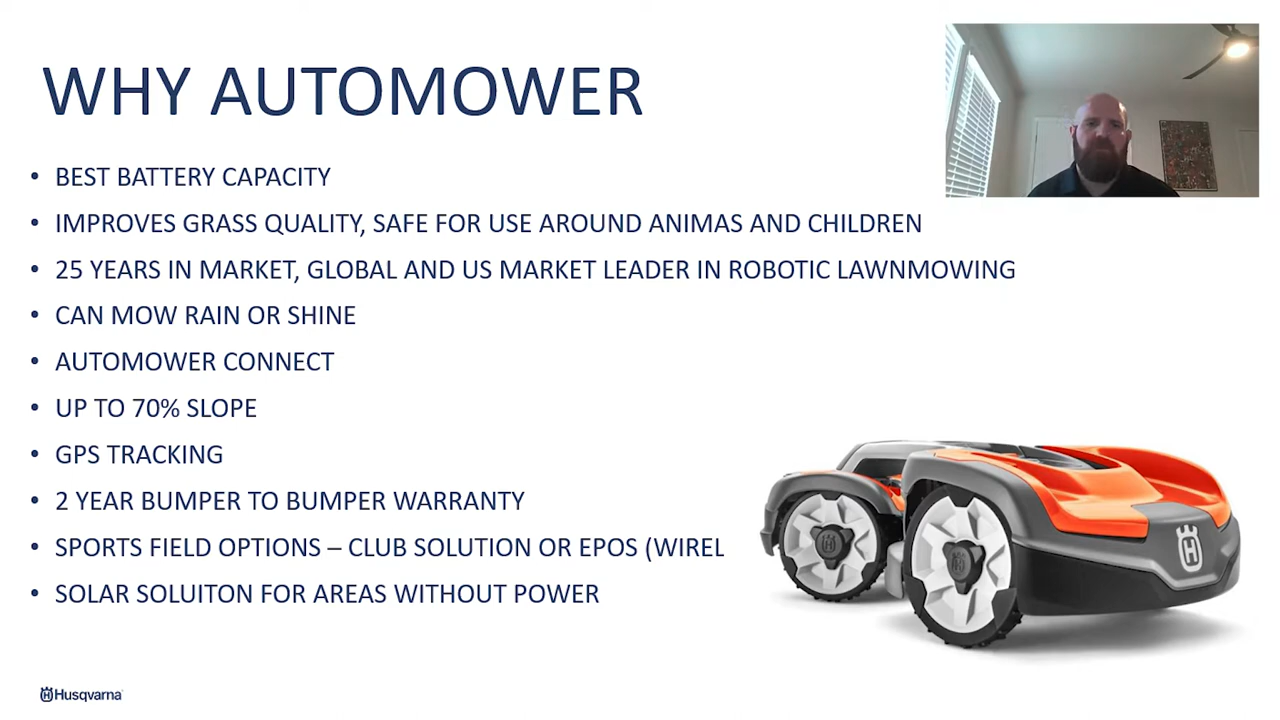 WHY AUTOMOWER
• BEST BATTERY CAPACITY
• IMPROVES GRASS QUALITY, SAFE FOR USE AROUND ANIMAS AND CHILDREN
• 25 YEARS IN MARKET, GLOBAL AND US MARKET LEADER IN ROBOTIC LAWNMOWING
• CAN MOW RAIN OR SHINE
• AUTOMOWER CONNECT
• UP TO 70% SLOPE
• GPS TRACKING
• 2 YEAR BUMPER TO BUMPER WARRANTY
• SPORTS FIELD OPTIONS – CLUB SOLUTION OR EPOS (WIREL
• SOLAR SOLUITON FOR AREAS WITHOUT POWER
H
Husqvarna